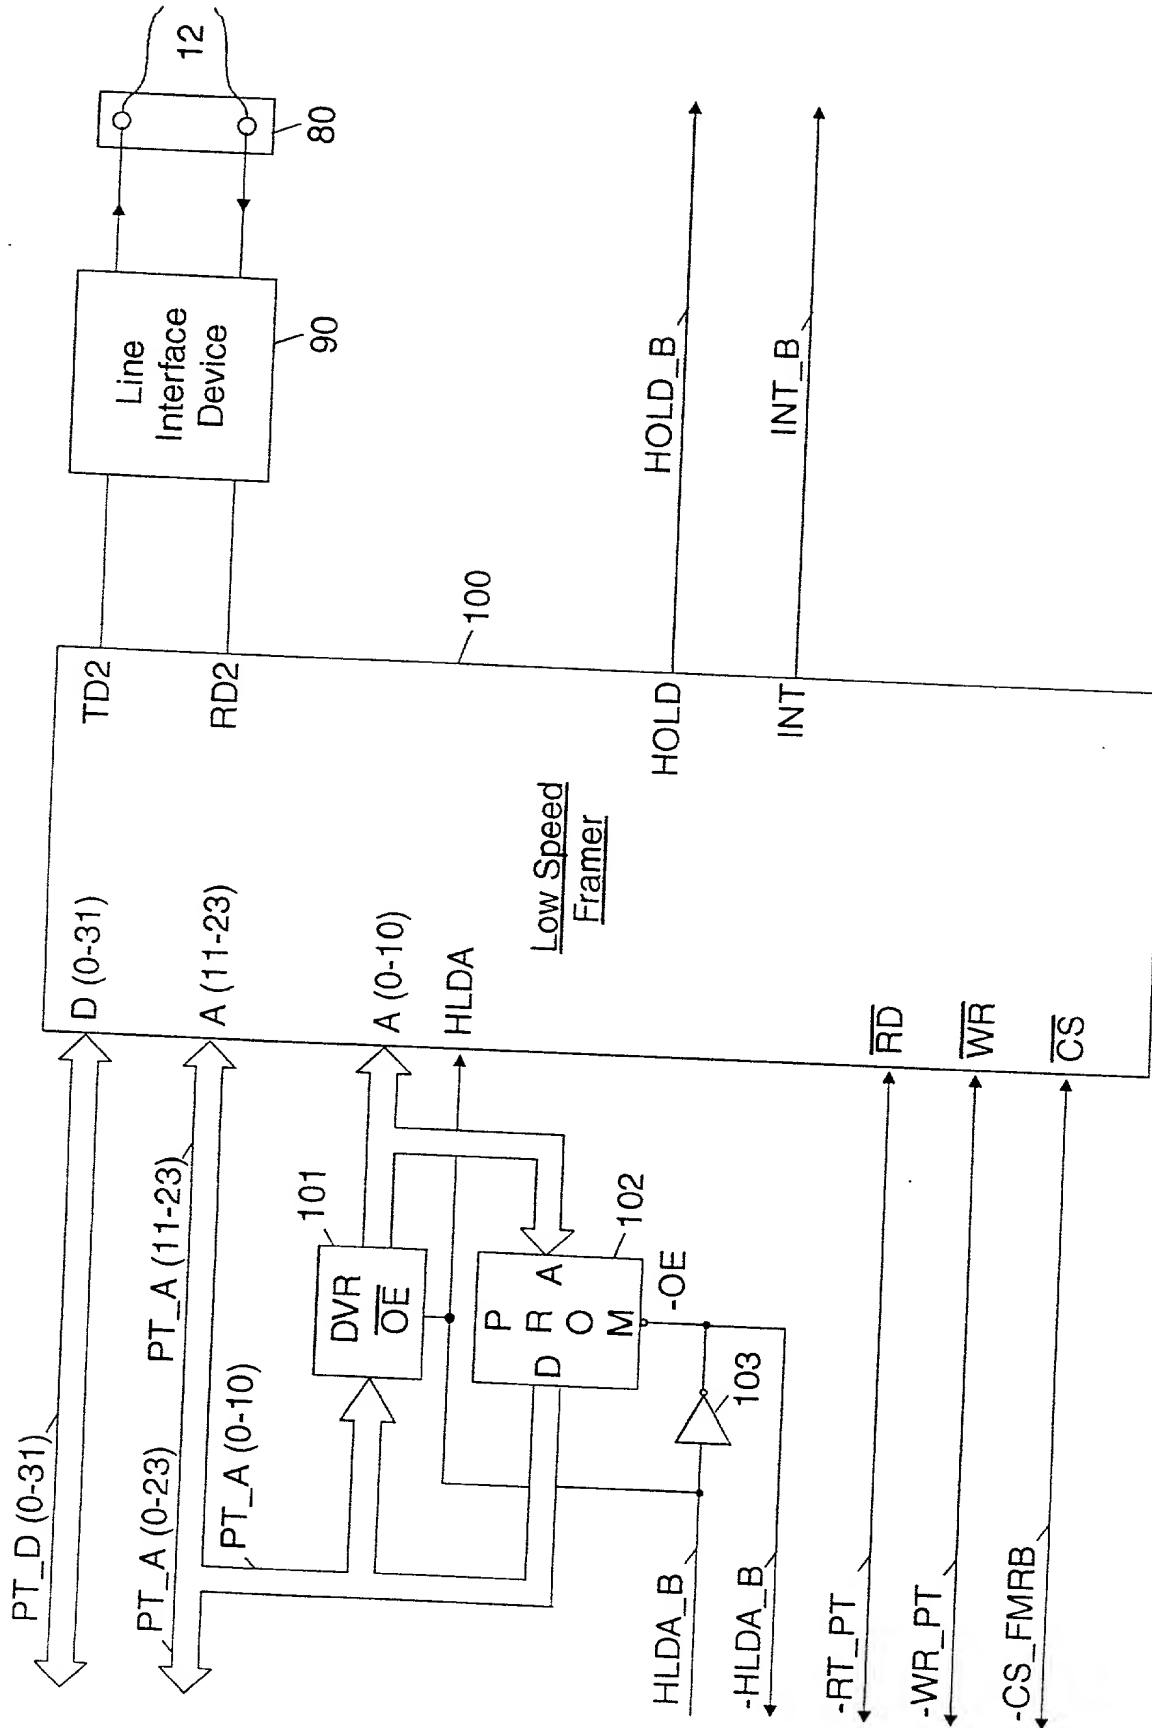 PT_D (0-31)
D (0-31)
TD2
Line
Interface
Device
90
80
12
PT_A (0-23)
PT_A (11-23)
A (11-23)
RD2
PT_A (0-10)
101
DVR
OE
A (0-10)
HLDA
100
P
D R A
O
M
102
-OE
103
Low Speed
Framer
HOLD
HOLD_B
INT
INT_B
HLDA_B
-HLDA_B
-RT_PT
RD
-WR_PT
WR
-CS_FMRB
CS